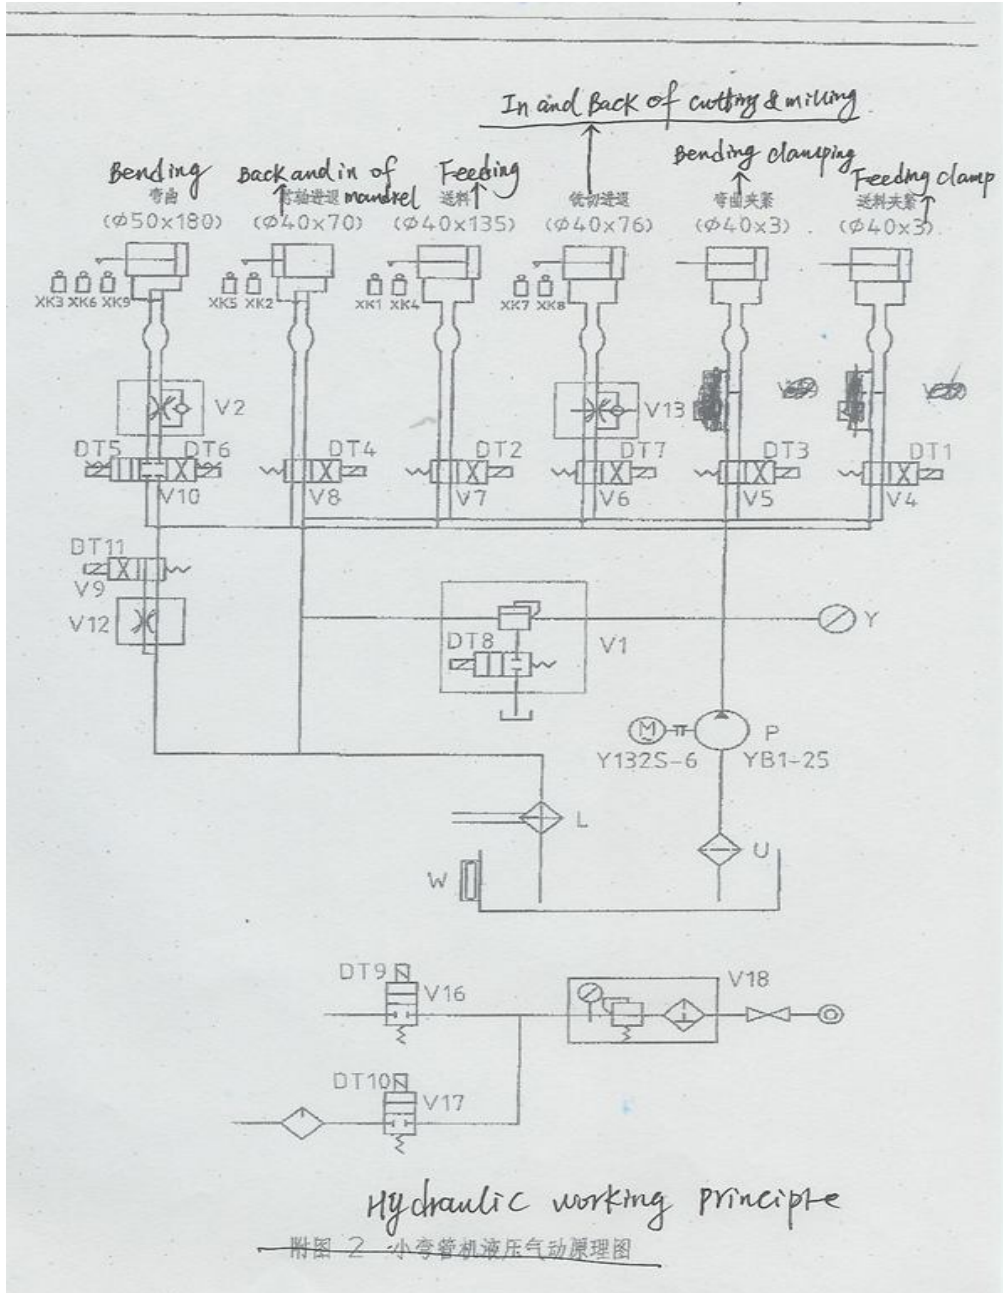 In and Back of cutting & milling
Bending
Back and in of
mandrel
Feeding
Bending clamping
Feeding clamp
弯曲
芯轴进退
送料
铣切进退
弯曲夹紧
送料夹紧
(Φ50x180)
(Φ40x70)
(Φ40x135)
(Φ40x76)
(Φ40x3)
(Φ40x3)
XK3 XK6 XK9
XK5 XK2
XK1 XK4
XK7 XK8
V2
V13
DT5
DT6
DT4
DT2
DT7
DT3
DT1
V10
V8
V7
V6
V5
V4
DT11
V9
V12
DT8
V1
Y
M
P
Y132S-6
YB1-25
L
U
W
DT9
V16
V18
DT10
V17
Hydraulic working principle
附图 2 小弯管机液压气动原理图